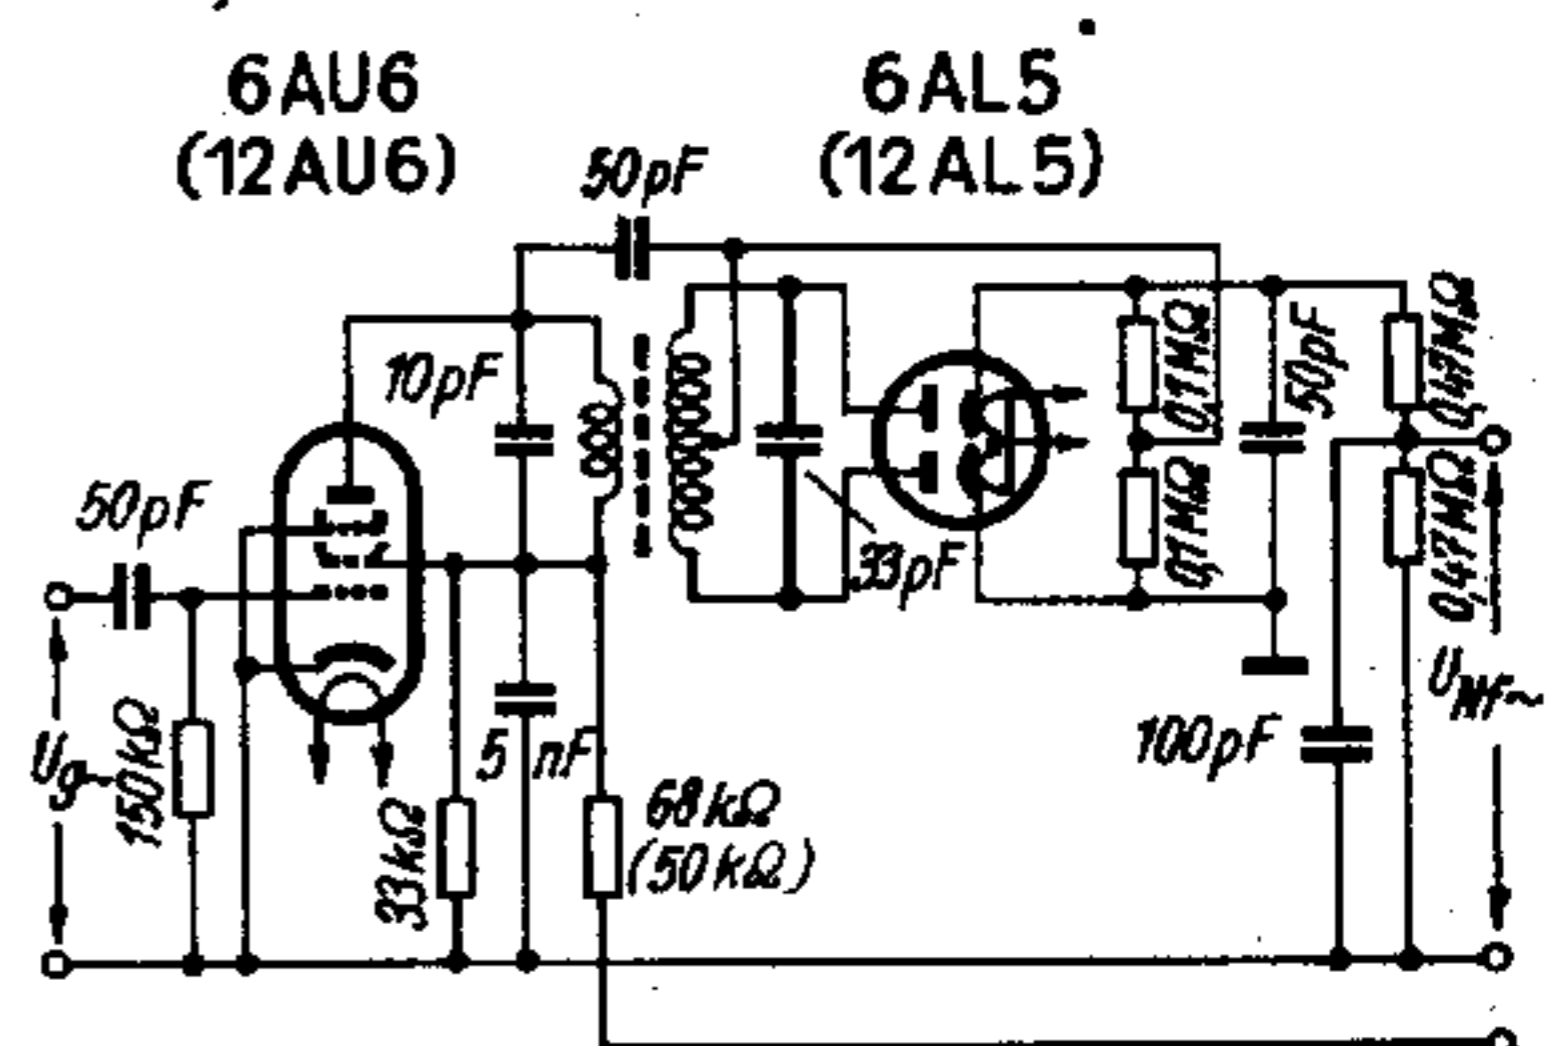 6AU6
(12AU6)
6AL5
(12AL5)
50pF
10pF
50pF
33pF
0.1MΩ
0,1MΩ
50pF
0,47MΩ
0,47MΩ
Ug~
150kΩ
33kΩ
5 nF
68kΩ
(50kΩ)
100pF
UNf~